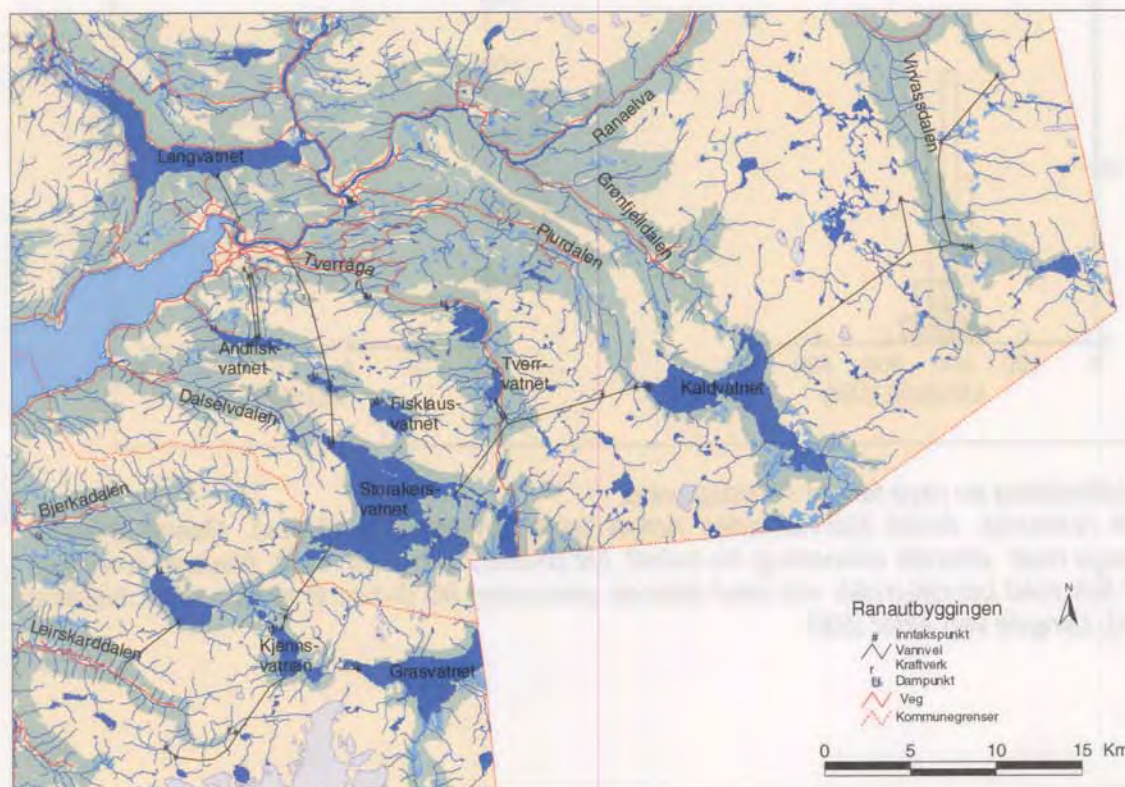 Langvatnet
Ranaelva
Virvassdalen
Grønfjelldalen
Plurdalen
Tverråga
Andfisk-
vatnet
Tverr-
vatnet
Kaldvatnet
Fisklaus-
vatnet
Dalselvdalen
Storakers-
vatnet
Bjerkadalen
Leirskarddalen
Kjenns-
vatnan
Grasvatnet
Ranautbyggingen
N
Inntakspunkt
Vannvei
Kraftverk
Dampunkt
Veg
Kommunegrenser
0 5 10 15 Km